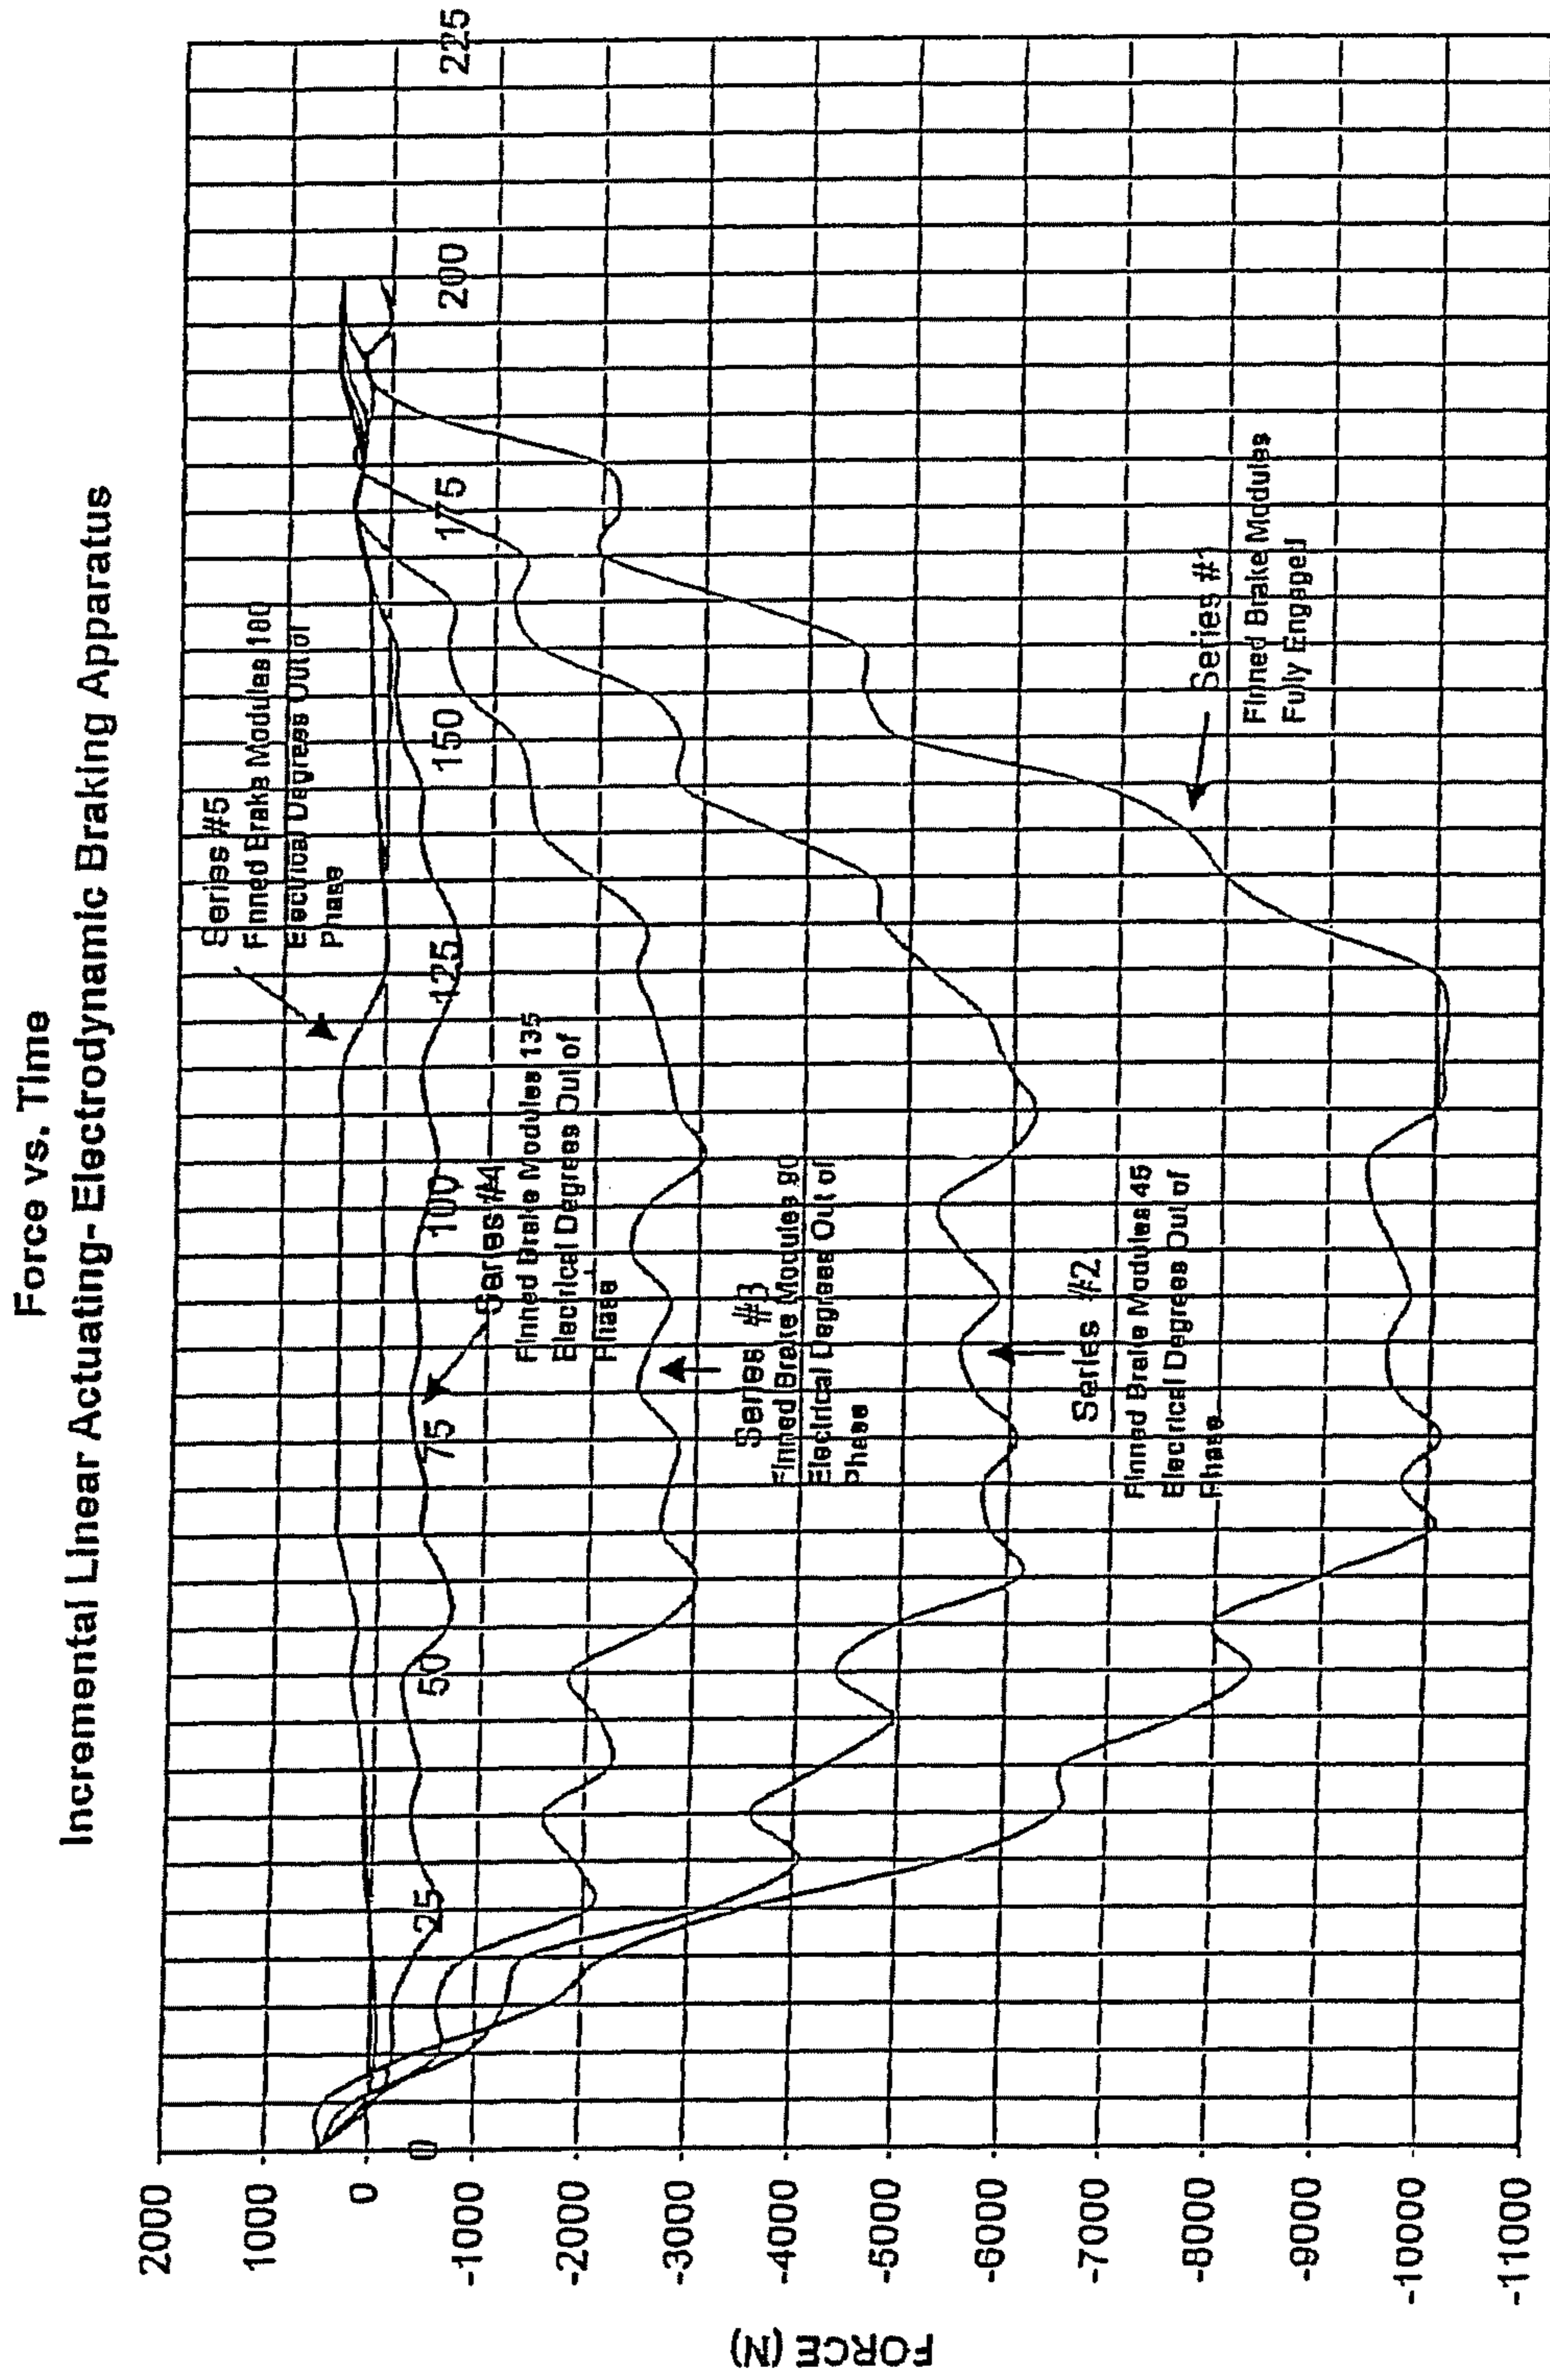 Force vs. Time
Incremental Linear Actuating-Electrodynamic Braking Apparatus
FORCE (N)
2000
1000
0
-1000
-2000
-3000
-4000
-5000
-6000
-7000
-8000
-9000
-10000
-11000
0
25
50
75
100
125
150
175
200
225
Series #5
Finned Brake Modules 180
Electrical Degrees Out of
Phase
Series #4
Finned Brake Modules 135
Electrical Degrees Out of
Phase
Series #3
Finned Brake Modules 90
Electrical Degrees Out of
Phase
Series #2
Finned Brake Modules 45
Electrical Degrees Out of
Phase
Series #1
Finned Brake Modules
Fully Engaged